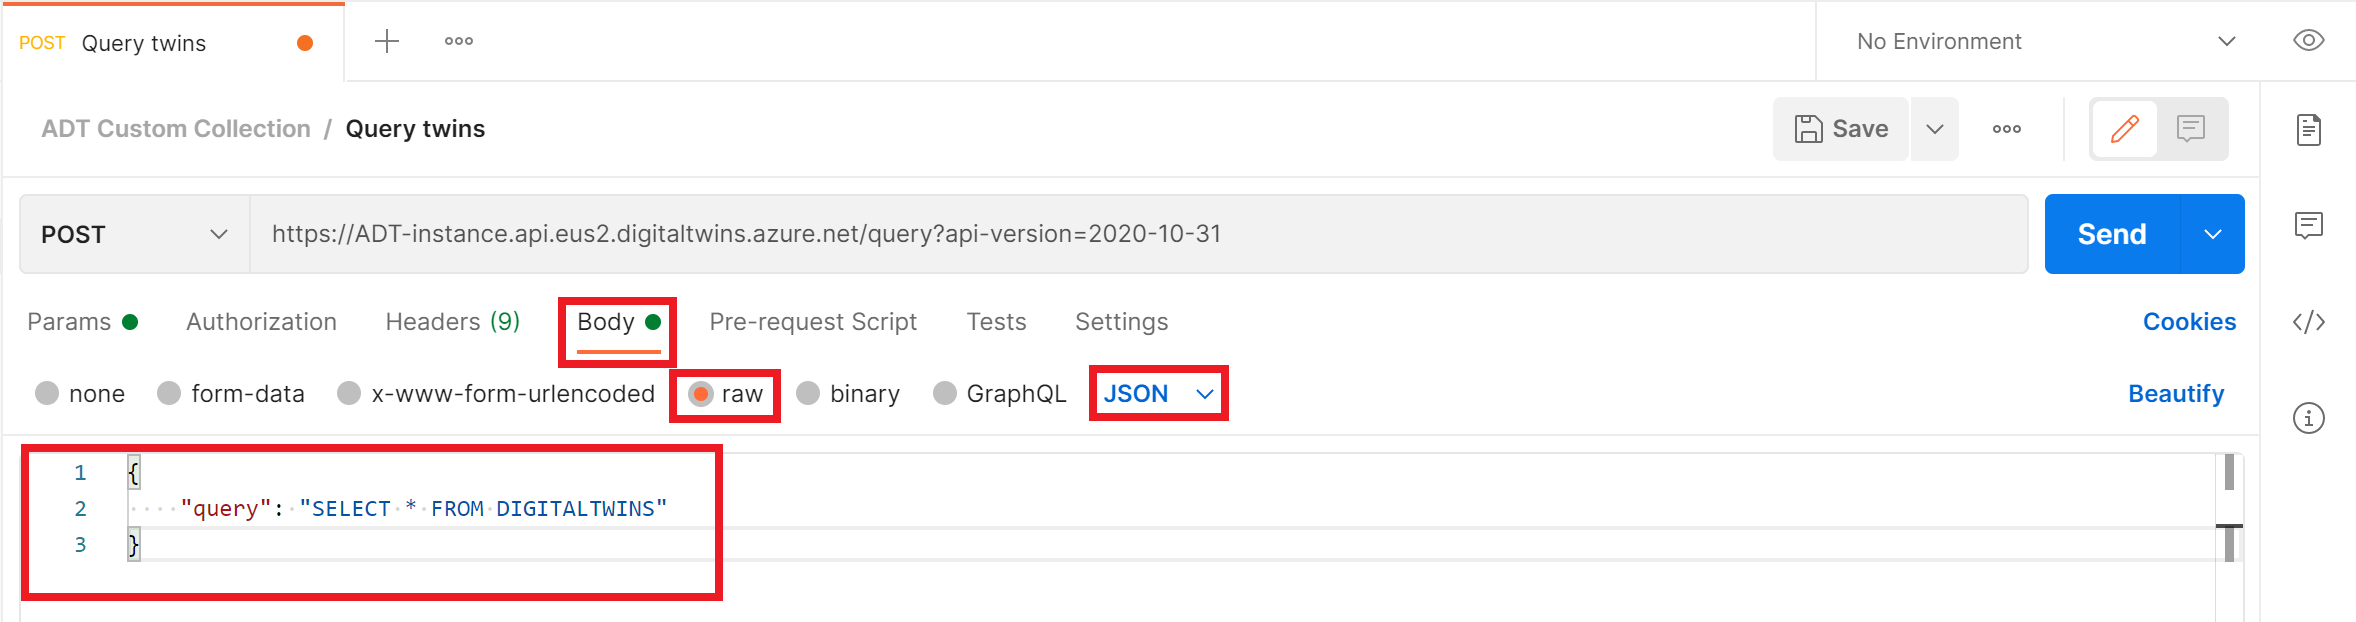 POST Query twins
No Environment
ADT Custom Collection / Query twins
Save
POST
https://ADT-instance.api.eus2.digitaltwins.azure.net/query?api-version=2020-10-31
Send
Params Authorization Headers (9) Body Pre-request Script Tests Settings Cookies
none form-data x-www-form-urlencoded raw binary GraphQL JSON Beautify
1 {
2 "query": "SELECT * FROM DIGITALTWINS"
3 }